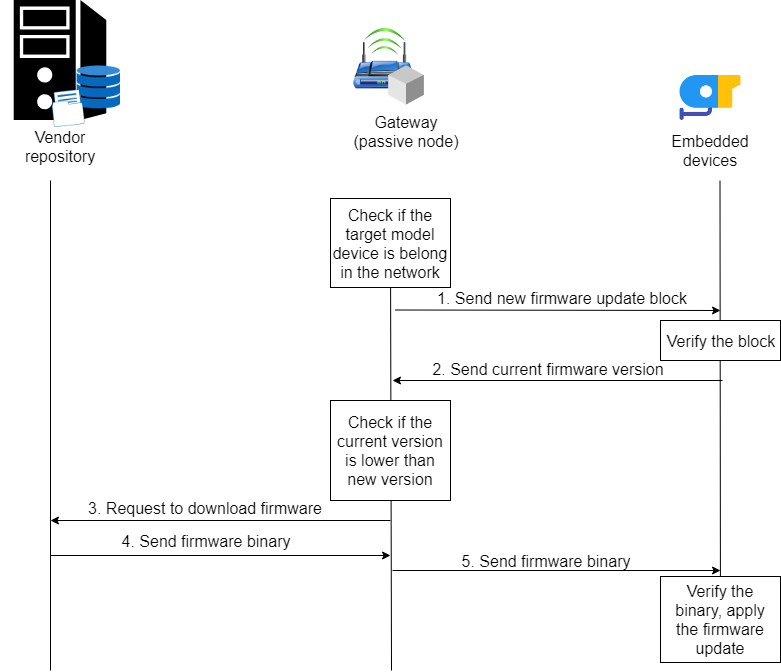 Vendor
repository
Gateway
(passive node)
Embedded
devices
Check if the
target model
device is belong
in the network
1. Send new firmware update block
Verify the block
2. Send current firmware version
Check if the
current version
is lower than
new version
3. Request to download firmware
4. Send firmware binary
5. Send firmware binary
Verify the
binary, apply
the firmware
update